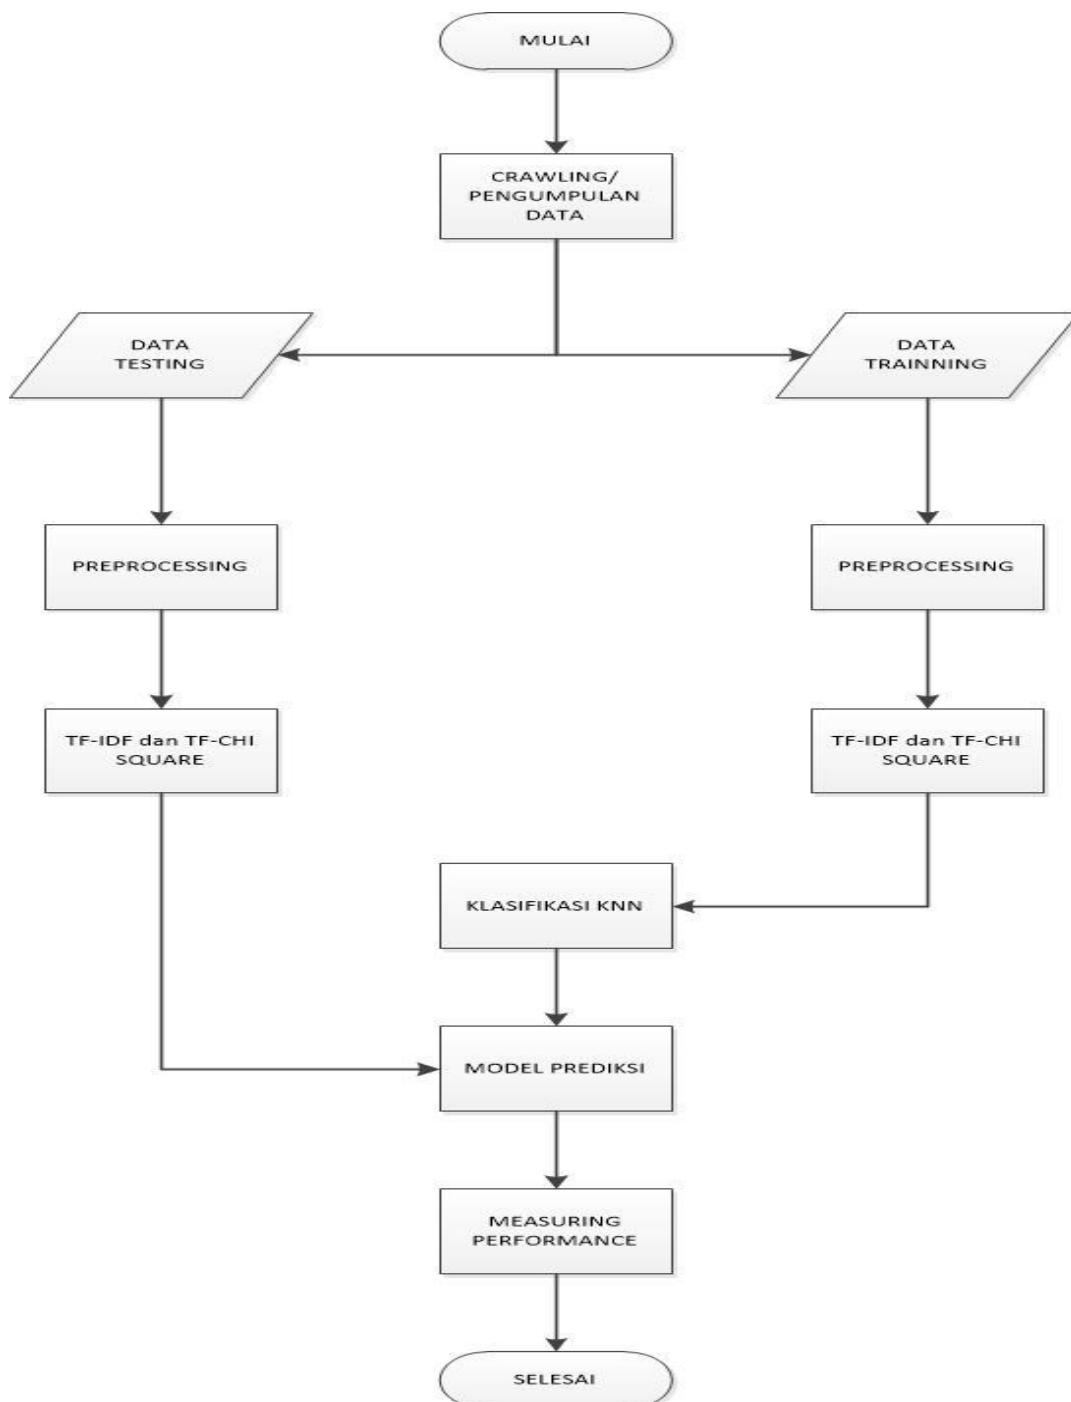 MULAI
CRAWLING/
PENGUMPULAN
DATA
DATA
TESTING
DATA
TRAINNING
PREPROCESSING
PREPROCESSING
TF-IDF dan TF-CHI
SQUARE
TF-IDF dan TF-CHI
SQUARE
KLASIFIKASI KNN
MODEL PREDIKSI
MEASURING
PERFORMANCE
SELESAI